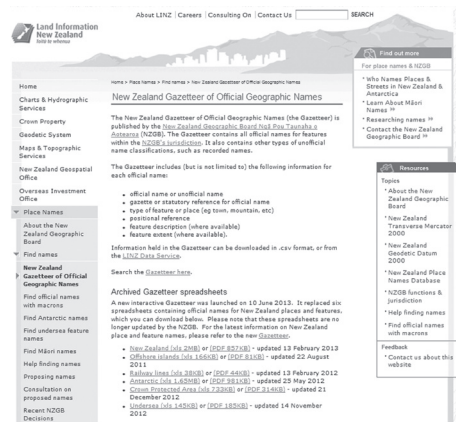 About LINZ | Careers | Consulting On | Contact Us
SEARCH
Land Information
New Zealand
toitū te whenua
Home
Charts & Hydrographic
Services
Crown Property
Geodetic System
Maps & Topographic
Services
New Zealand Geospatial
Office
Overseas Investment
Office
Place Names
About the New
Zealand Geographic
Board
Find names
New Zealand
Gazetteer of Official
Geographic Names
Find official names
with macrons
Find Antarctic names
Find undersea feature
names
Find Māori names
Help finding names
Proposing names
Consultation on
proposed names
Recent NZGB
Decisions
Home > Place Names > Find names > New Zealand Gazetteer of Official Geographic Names
New Zealand Gazetteer of Official Geographic Names
The New Zealand Gazetteer of Official Geographic Names (the Gazetteer) is
published by the New Zealand Geographic Board Ngā Pou Taunaha o
Aotearoa (NZGB). The Gazetteer contains all official names for features
within the NZGB's jurisdiction. It also contains other types of unofficial
name classifications, such as recorded names.
The Gazetteer includes (but is not limited to) the following information for
each official name:
• official name or unofficial name
• gazette or statutory reference for official name
• type of feature or place (eg town, mountain, etc)
• positional reference
• feature description (where available)
• feature extent (where available).
Information held in the Gazetteer can be downloaded in .csv format, or from
the LINZ Data Service.
Search the Gazetteer here.
Archived Gazetteer spreadsheets
A new interactive Gazetteer was launched on 10 June 2013. It replaced six
spreadsheets containing official names for New Zealand places and features,
which you can download below. Please note that these spreadsheets are no
longer updated by the NZGB. For the latest information on New Zealand
place and feature names, please refer to the new Gazetteer.
• New Zealand (xls 2MB) or [PDF 857KB] - updated 13 February 2013
• Offshore islands (xls 166KB) or [PDF 81KB] - updated 22 August
2011
• Railway lines (xls 38KB) or [PDF 44KB] - updated 13 February 2012
• Antarctic (xls 1.65MB) or [PDF 981KB] - updated 25 May 2012
• Crown Protected Area (xls 733KB) or [PDF 314KB] - updated 21
December 2012
• Undersea (xls 145KB) or [PDF 185KB] - updated 14 November
2012
Find out more
For place names & NZGB
Who Names Places &
Streets in New Zealand &
Antarctica
Learn About Māori
Names
Researching names
Contact the New Zealand
Geographic Board
Resources
Topics
About the New
Zealand Geographic
Board
New Zealand
Transverse Mercator
2000
New Zealand
Geodetic Datum
2000
New Zealand Place
Names Database
NZGB functions &
jurisdiction
Help finding names
Find official names
with macrons
Feedback
Contact us about this
website